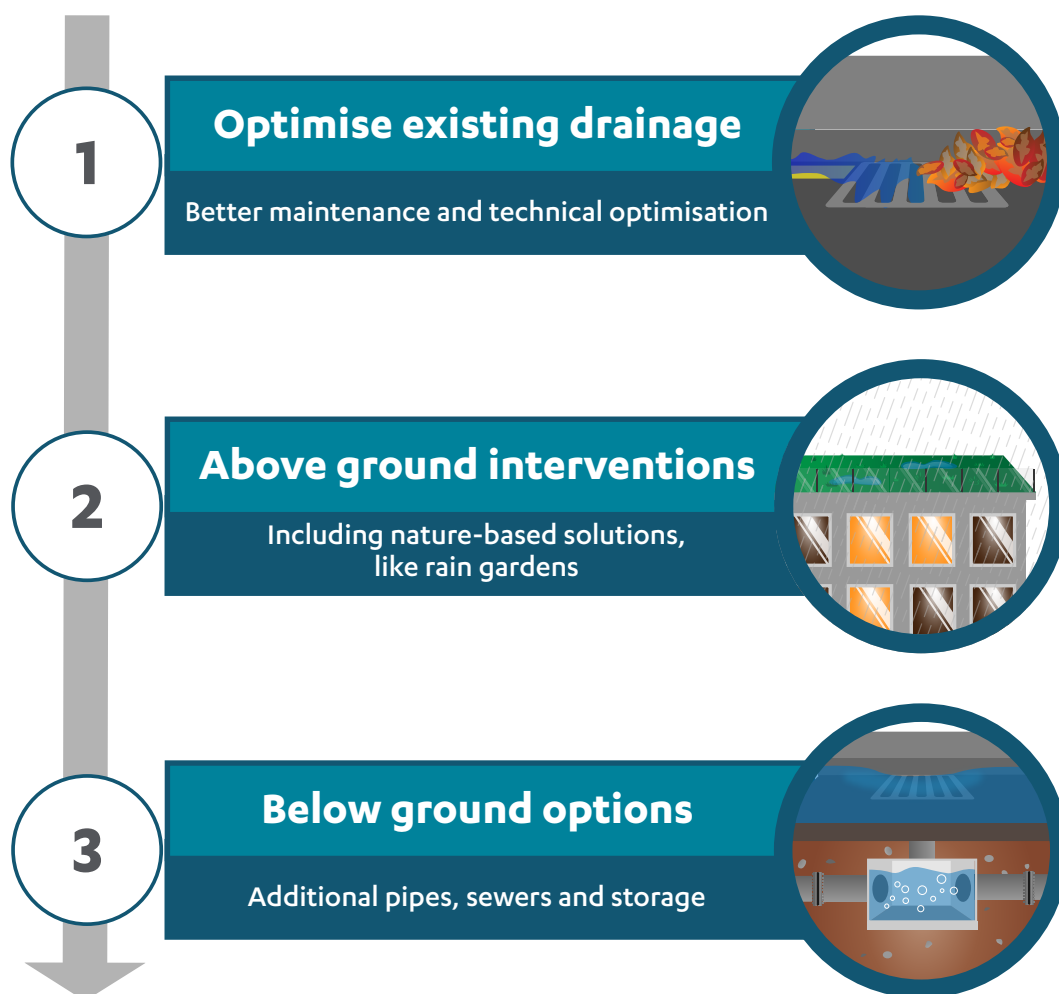 1
Optimise existing drainage
Better maintenance and technical optimisation
2
Above ground interventions
Including nature-based solutions,
like rain gardens
3
Below ground options
Additional pipes, sewers and storage